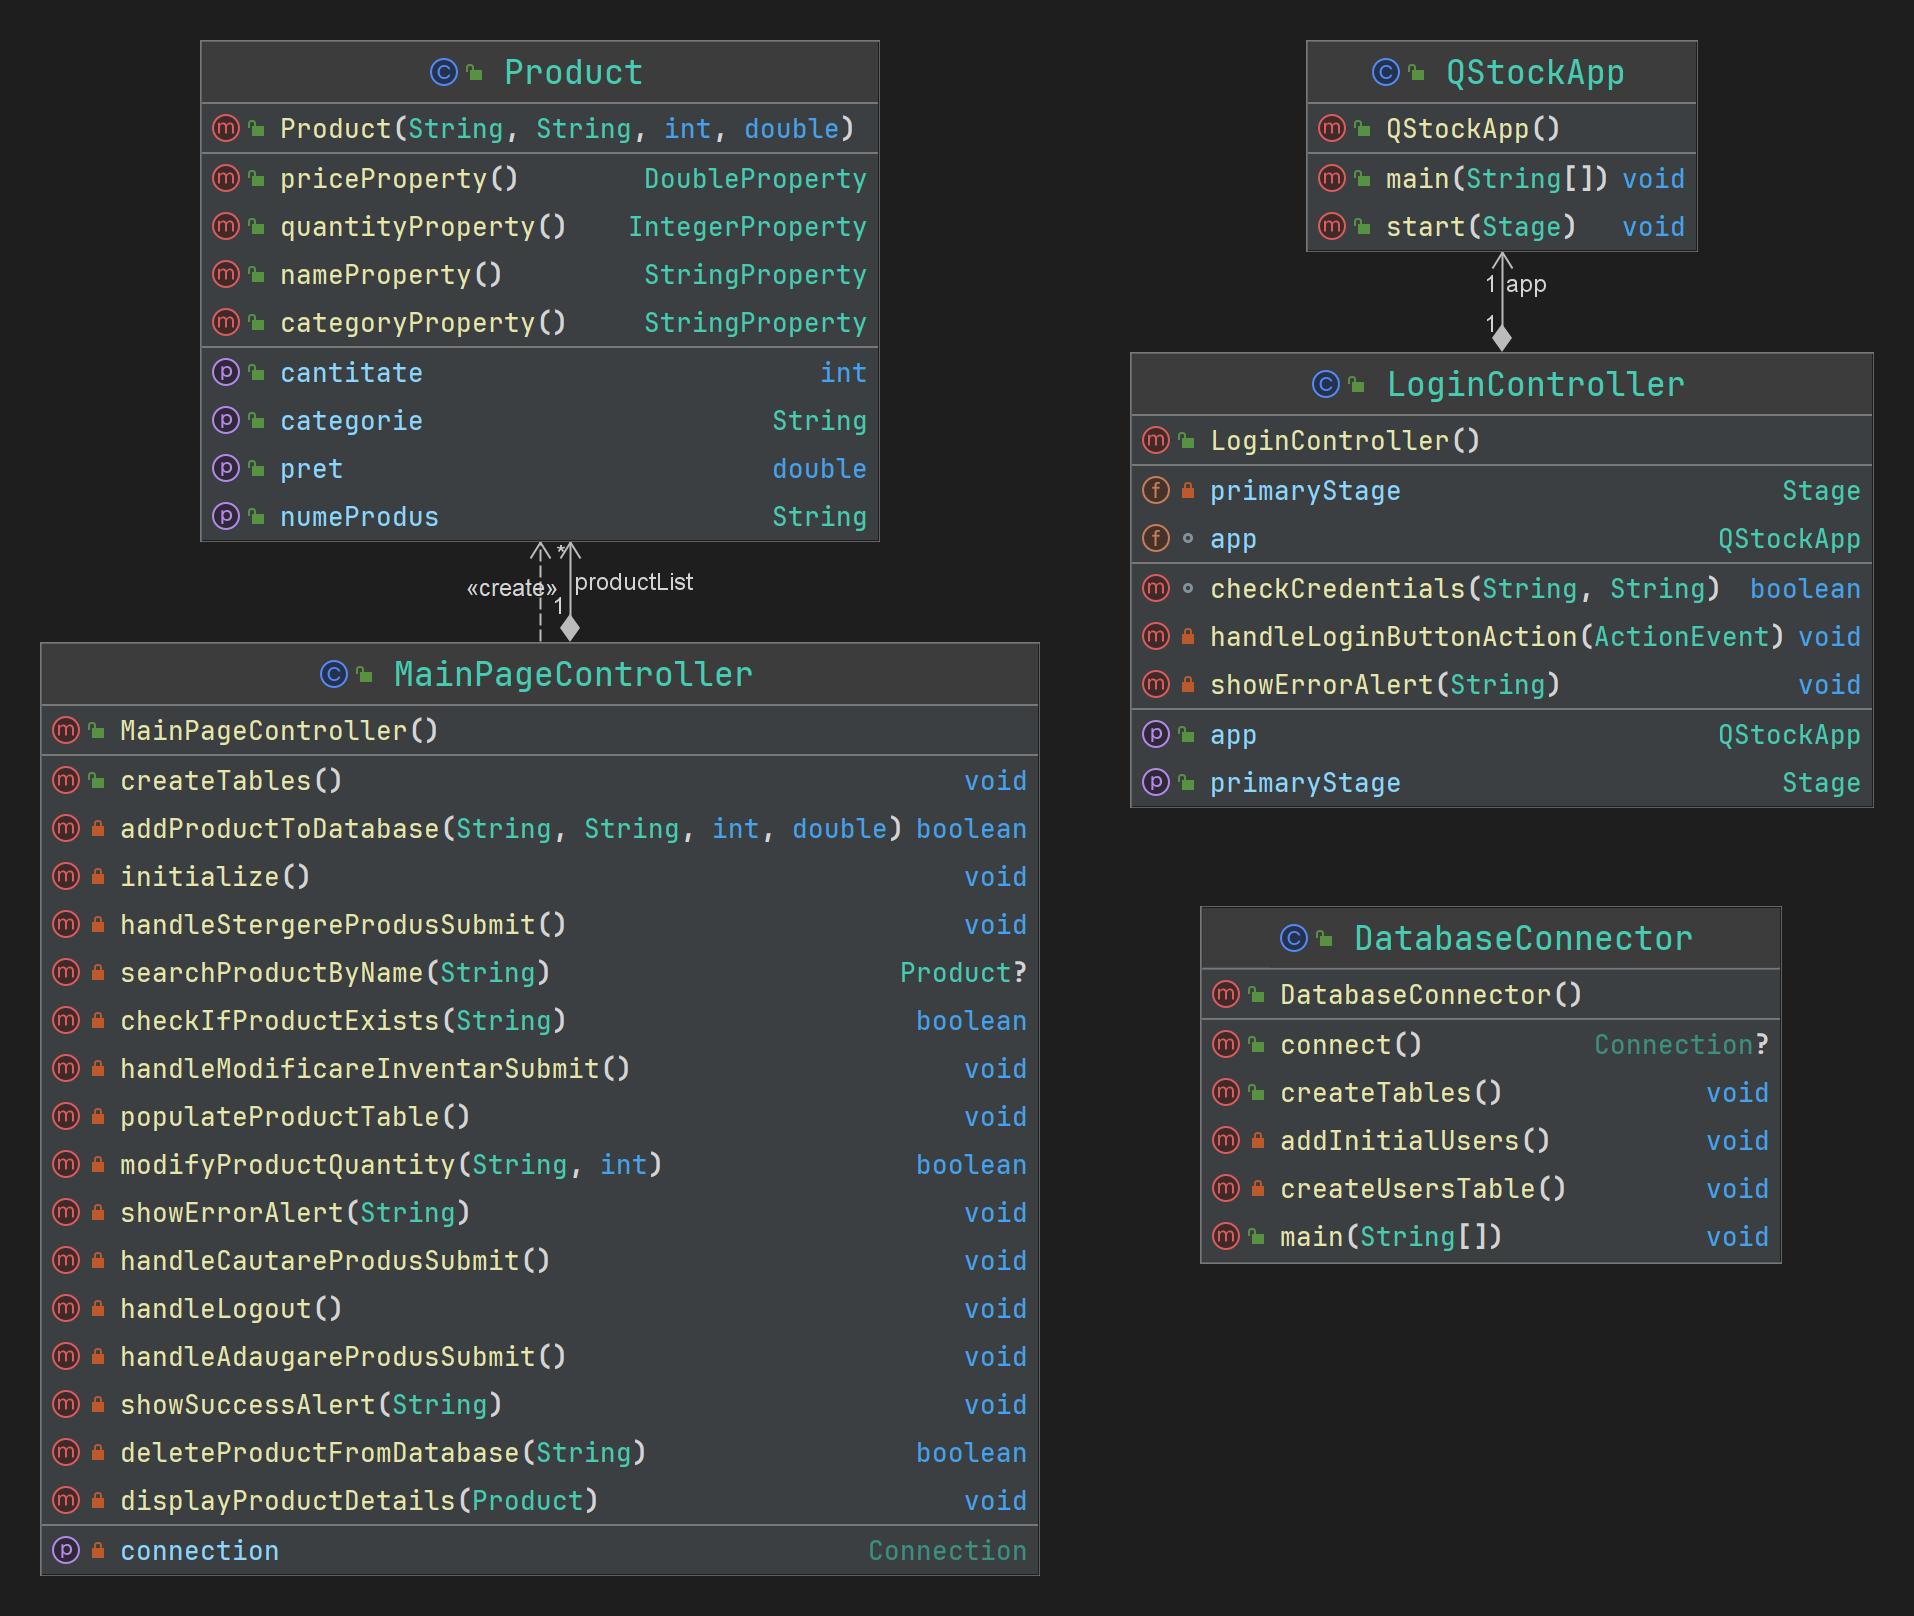 Product
Product(String, String, int, double)
priceProperty() DoubleProperty
quantityProperty() IntegerProperty
nameProperty() StringProperty
categoryProperty() StringProperty
cantitate int
categorie String
pret double
numeProdus String
*
«create» productList
1
MainPageController
MainPageController()
createTables() void
addProductToDatabase(String, String, int, double) boolean
initialize() void
handleStergereProdusSubmit() void
searchProductByName(String) Product?
checkIfProductExists(String) boolean
handleModificareInventarSubmit() void
populateProductTable() void
modifyProductQuantity(String, int) boolean
showErrorAlert(String) void
handleCautareProdusSubmit() void
handleLogout() void
handleAdaugareProdusSubmit() void
showSuccessAlert(String) void
deleteProductFromDatabase(String) boolean
displayProductDetails(Product) void
connection Connection
QStockApp
QStockApp()
main(String[]) void
start(Stage) void
1 app
1
LoginController
LoginController()
primaryStage Stage
app QStockApp
checkCredentials(String, String) boolean
handleLoginButtonAction(ActionEvent) void
showErrorAlert(String) void
app QStockApp
primaryStage Stage
DatabaseConnector
DatabaseConnector()
connect() Connection?
createTables() void
addInitialUsers() void
createUsersTable() void
main(String[]) void